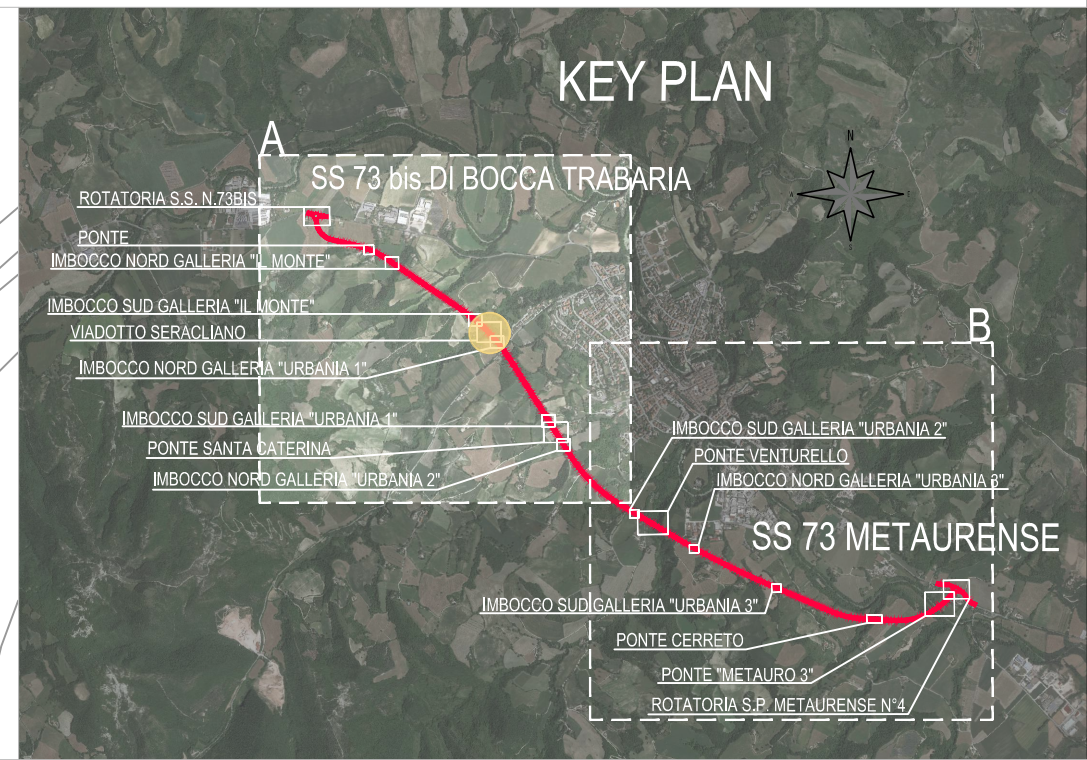 KEY PLAN
A
N
SS 73 bis DI BOCCA TRABARIA
ROTATORIA S.S. N.73BIS
PONTE
IMBOCCO NORD GALLERIA "IL MONTE"
IMBOCCO SUD GALLERIA "IL MONTE"
VIADOTTO SERACLIANO
IMBOCCO NORD GALLERIA "URBANIA 1"
B
IMBOCCO SUD GALLERIA "URBANIA 1"
PONTE SANTA CATERINA
IMBOCCO NORD GALLERIA "URBANIA 2"
IMBOCCO SUD GALLERIA "URBANIA 2"
PONTE VENTURELLO
IMBOCCO NORD GALLERIA "URBANIA 3"
SS 73 METAURENSE
IMBOCCO SUD GALLERIA "URBANIA 3"
PONTE CERRETO
PONTE "METAURO 3"
ROTATORIA S.P. METAURENSE N°4